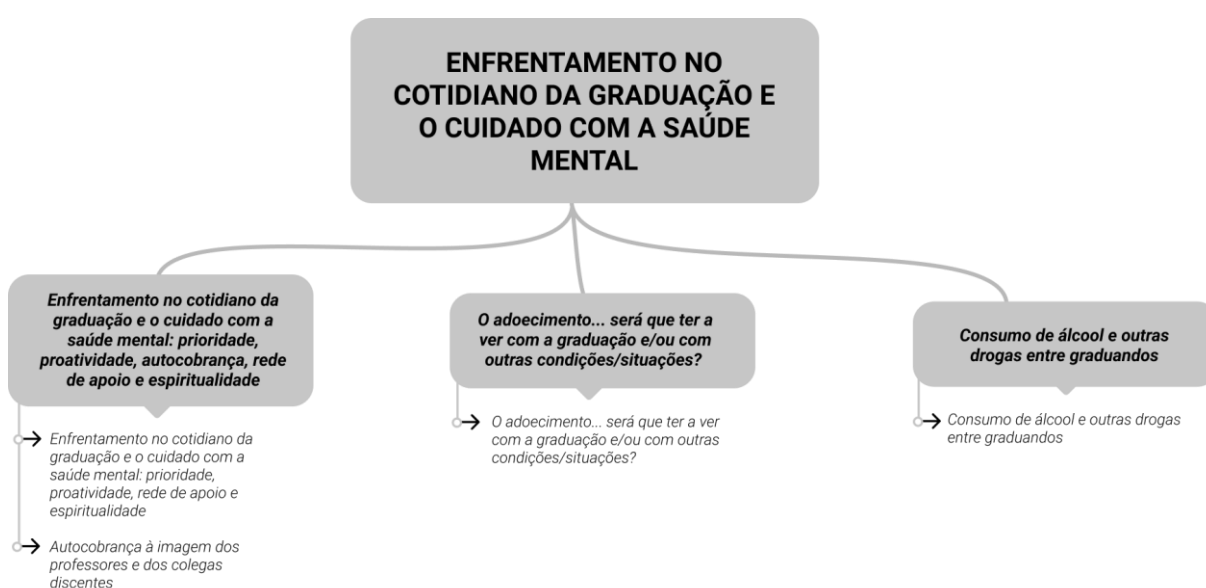 ENFRENTAMENTO NO
COTIDIANO DA GRADUAÇÃO E
O CUIDADO COM A SAÚDE
MENTAL
Enfrentamento no cotidiano da
graduação e o cuidado com a
saúde mental: prioridade,
proatividade, autocobrança, rede
de apoio e espiritualidade
Enfrentamento no cotidiano da
graduação e o cuidado com a
saúde mental: prioridade,
proatividade, rede de apoio e
espiritualidade
Autocobrança à imagem dos
professores e dos colegas
discentes
O adoecimento... será que ter a
ver com a graduação e/ou com
outras condições/situações?
O adoecimento... será que ter a ver
com a graduação e/ou com outras
condições/situações?
Consumo de álcool e outras
drogas entre graduandos
Consumo de álcool e outras drogas
entre graduandos